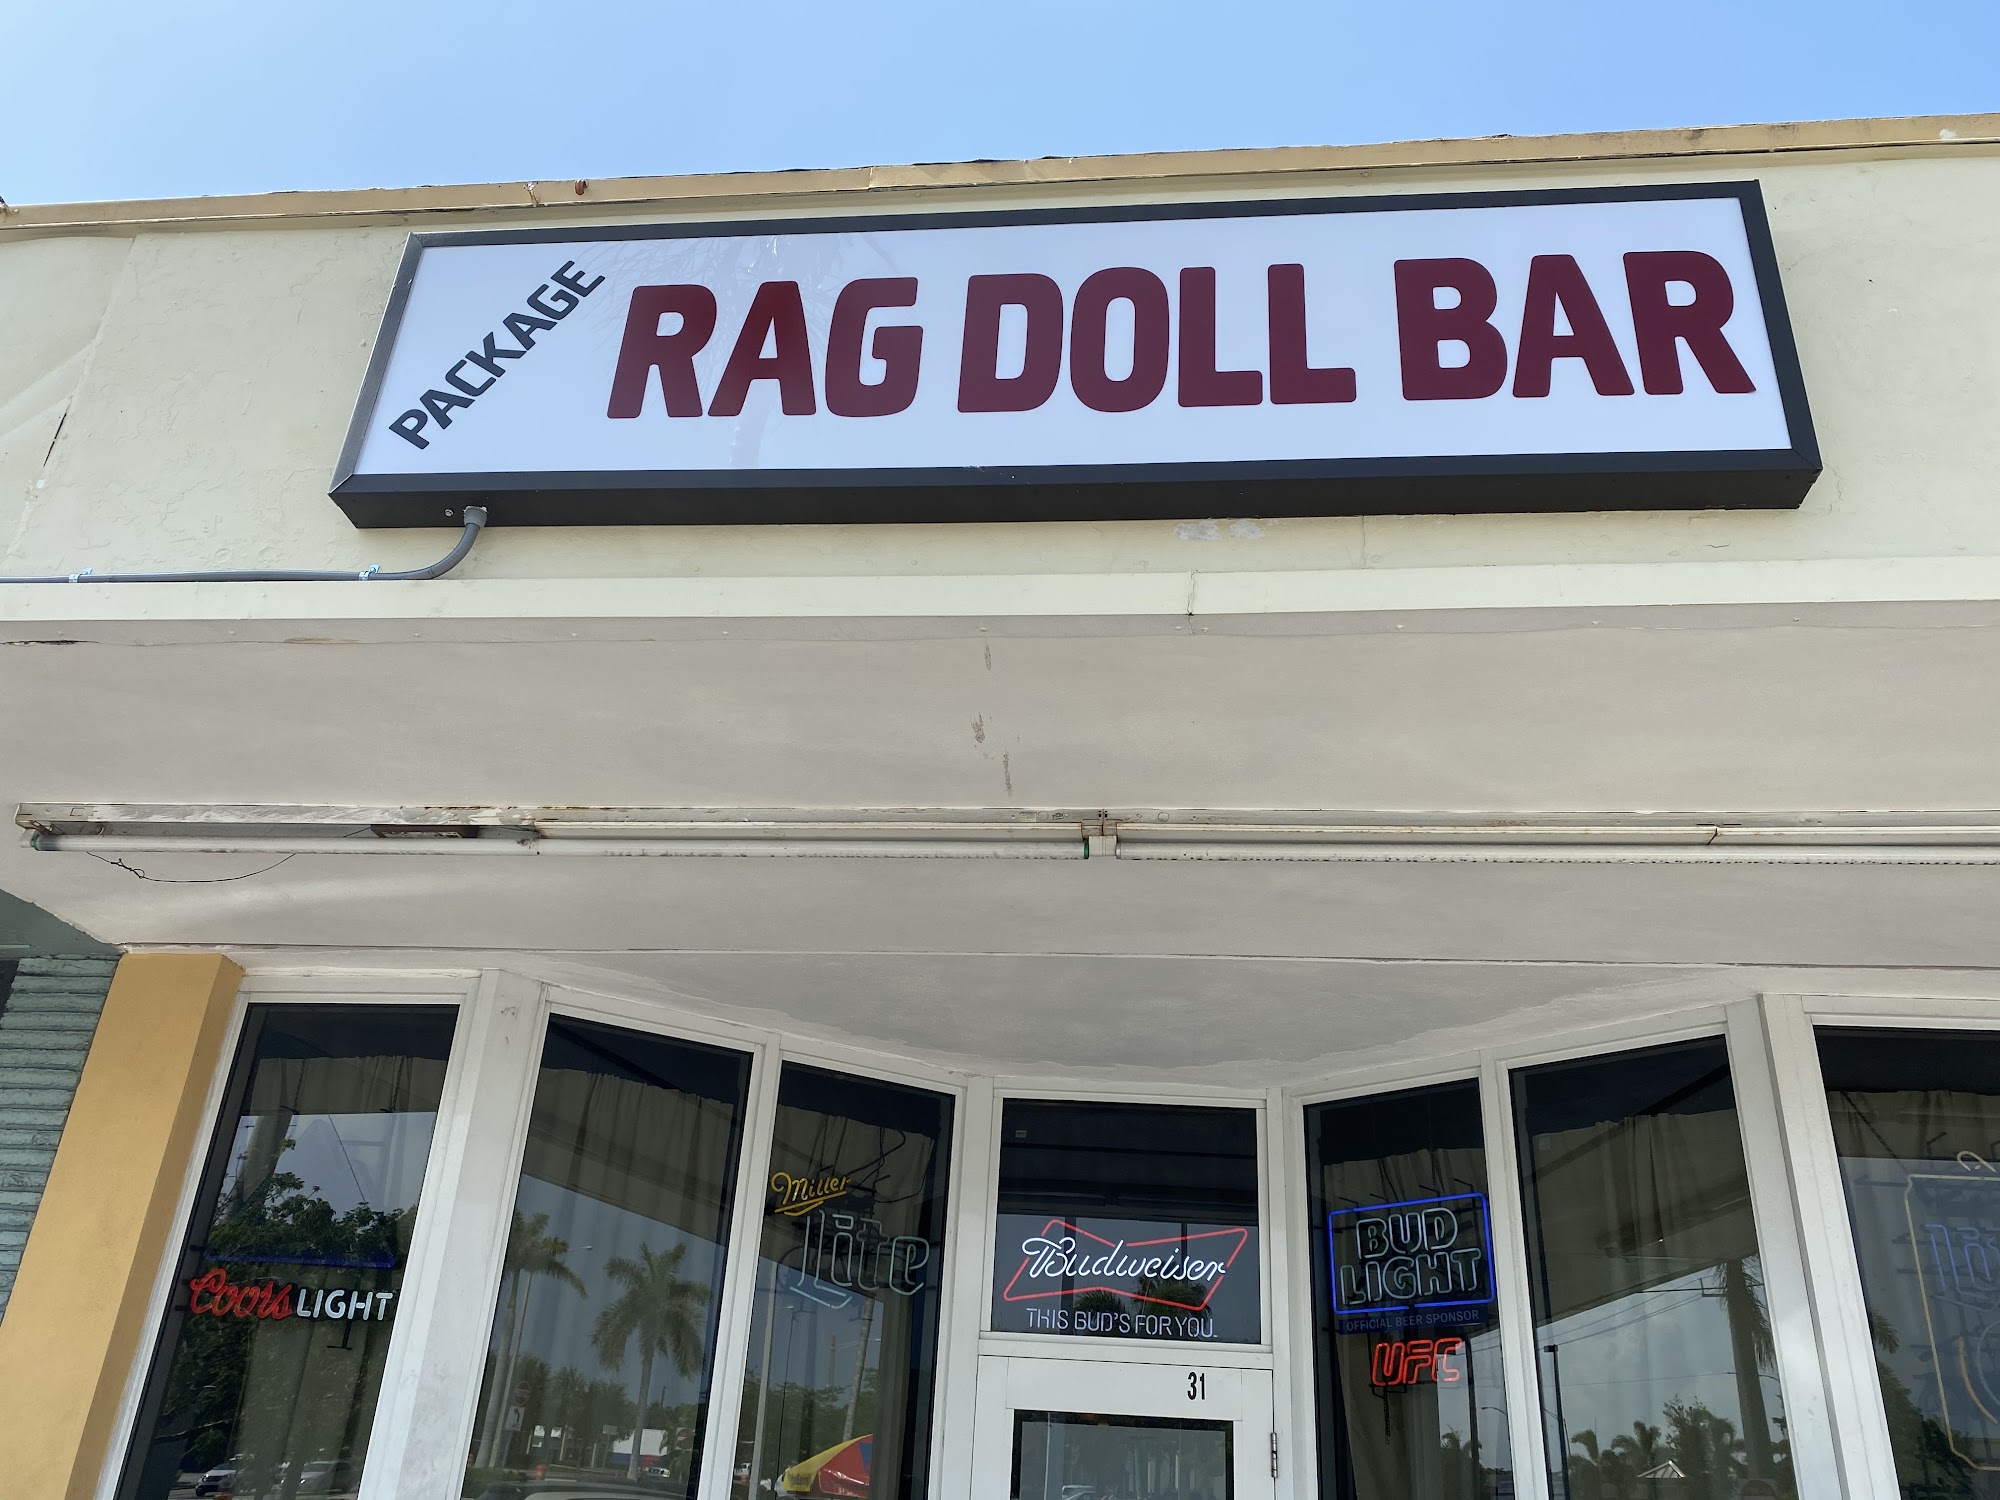 PACKAGE
RAG DOLL BAR
Coors LIGHT
Miller
Lite
Budweiser
THIS BUD'S FOR YOU.
31
BUD
LIGHT
OFFICIAL BEER SPONSOR
UFC